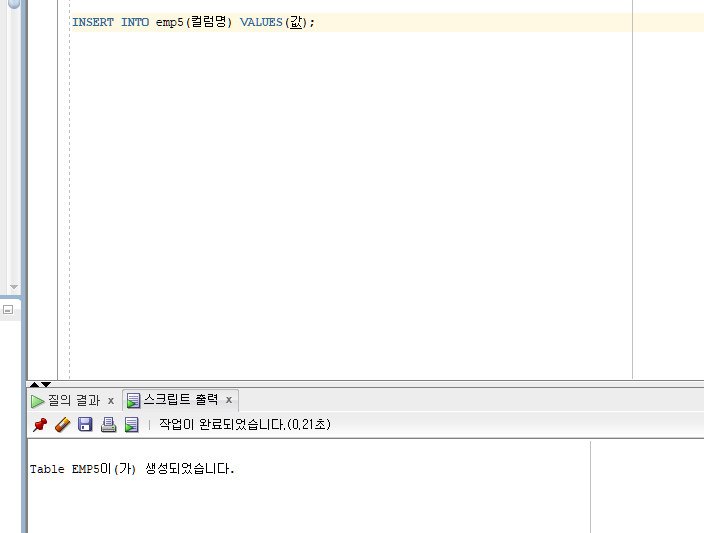 INSERT INTO emp5(컬럼명) VALUES(값);
질의 결과 x 스크립트 출력 x
작업이 완료되었습니다.(0,21초)
Table EMP5이(가) 생성되었습니다.